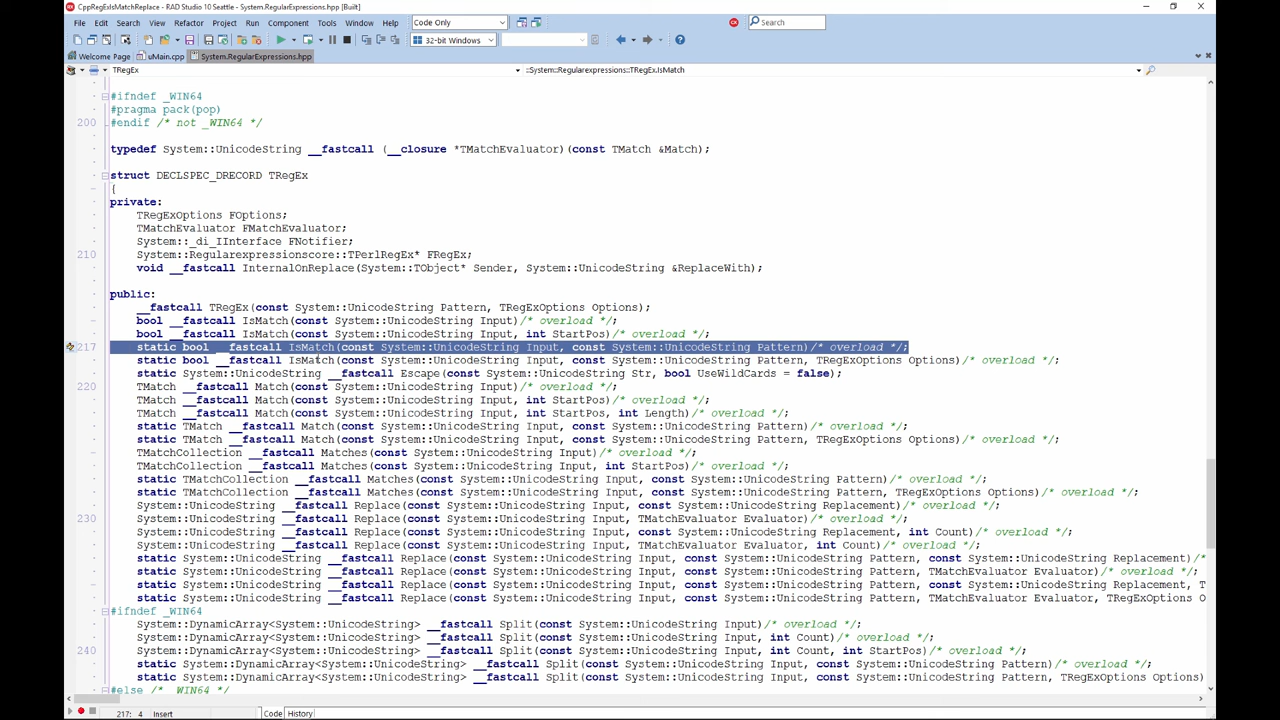 CppRegExIsMatchReplace - RAD Studio 10 Seattle - System.RegularExpressions.hpp [Built]
File Edit Search View Refactor Project Run Component Tools Window Help Code Only Search
32-bit Windows
Welcome Page uMain.cpp System.RegularExpressions.hpp
TRegEx ::System::Regularexpressions::TRegEx.IsMatch
#ifndef _WIN64
#pragma pack(pop)
200 #endif /* not _WIN64 */
typedef System::UnicodeString __fastcall (__closure *TMatchEvaluator)(const TMatch &Match);
struct DECLSPEC_DRECORD TRegEx
{
private:
TRegExOptions FOptions;
TMatchEvaluator FMatchEvaluator;
System::_di_IInterface FNotifier;
210 System::Regularexpressionscore::TPerlRegEx* FRegEx;
void __fastcall InternalOnReplace(System::TObject* Sender, System::UnicodeString &ReplaceWith);
public:
__fastcall TRegEx(const System::UnicodeString Pattern, TRegExOptions Options);
bool __fastcall IsMatch(const System::UnicodeString Input)/* overload */;
bool __fastcall IsMatch(const System::UnicodeString Input, int StartPos)/* overload */;
217 static bool __fastcall IsMatch(const System::UnicodeString Input, const System::UnicodeString Pattern)/* overload */;
static bool __fastcall IsMatch(const System::UnicodeString Input, const System::UnicodeString Pattern, TRegExOptions Options)/* overload */;
static System::UnicodeString __fastcall Escape(const System::UnicodeString Str, bool UseWildCards = false);
220 TMatch __fastcall Match(const System::UnicodeString Input)/* overload */;
TMatch __fastcall Match(const System::UnicodeString Input, int StartPos)/* overload */;
TMatch __fastcall Match(const System::UnicodeString Input, int StartPos, int Length)/* overload */;
static TMatch __fastcall Match(const System::UnicodeString Input, const System::UnicodeString Pattern)/* overload */;
static TMatch __fastcall Match(const System::UnicodeString Input, const System::UnicodeString Pattern, TRegExOptions Options)/* overload */;
TMatchCollection __fastcall Matches(const System::UnicodeString Input)/* overload */;
TMatchCollection __fastcall Matches(const System::UnicodeString Input, int StartPos)/* overload */;
static TMatchCollection __fastcall Matches(const System::UnicodeString Input, const System::UnicodeString Pattern)/* overload */;
static TMatchCollection __fastcall Matches(const System::UnicodeString Input, const System::UnicodeString Pattern, TRegExOptions Options)/* overload */;
System::UnicodeString __fastcall Replace(const System::UnicodeString Input, const System::UnicodeString Replacement)/* overload */;
230 System::UnicodeString __fastcall Replace(const System::UnicodeString Input, TMatchEvaluator Evaluator)/* overload */;
System::UnicodeString __fastcall Replace(const System::UnicodeString Input, const System::UnicodeString Replacement, int Count)/* overload */;
System::UnicodeString __fastcall Replace(const System::UnicodeString Input, TMatchEvaluator Evaluator, int Count)/* overload */;
static System::UnicodeString __fastcall Replace(const System::UnicodeString Input, const System::UnicodeString Pattern, const System::UnicodeString Replacement)/*
static System::UnicodeString __fastcall Replace(const System::UnicodeString Input, const System::UnicodeString Pattern, TMatchEvaluator Evaluator)/* overload */;
static System::UnicodeString __fastcall Replace(const System::UnicodeString Input, const System::UnicodeString Pattern, const System::UnicodeString Replacement, T
static System::UnicodeString __fastcall Replace(const System::UnicodeString Input, const System::UnicodeString Pattern, TMatchEvaluator Evaluator, TRegExOptions O
#ifndef _WIN64
System::DynamicArray<System::UnicodeString> __fastcall Split(const System::UnicodeString Input)/* overload */;
System::DynamicArray<System::UnicodeString> __fastcall Split(const System::UnicodeString Input, int Count)/* overload */;
240 System::DynamicArray<System::UnicodeString> __fastcall Split(const System::UnicodeString Input, int Count, int StartPos)/* overload */;
static System::DynamicArray<System::UnicodeString> __fastcall Split(const System::UnicodeString Input, const System::UnicodeString Pattern)/* overload */;
static System::DynamicArray<System::UnicodeString> __fastcall Split(const System::UnicodeString Input, const System::UnicodeString Pattern, TRegExOptions Options)
#else /* _WIN64 */
217: 4 Insert Code History